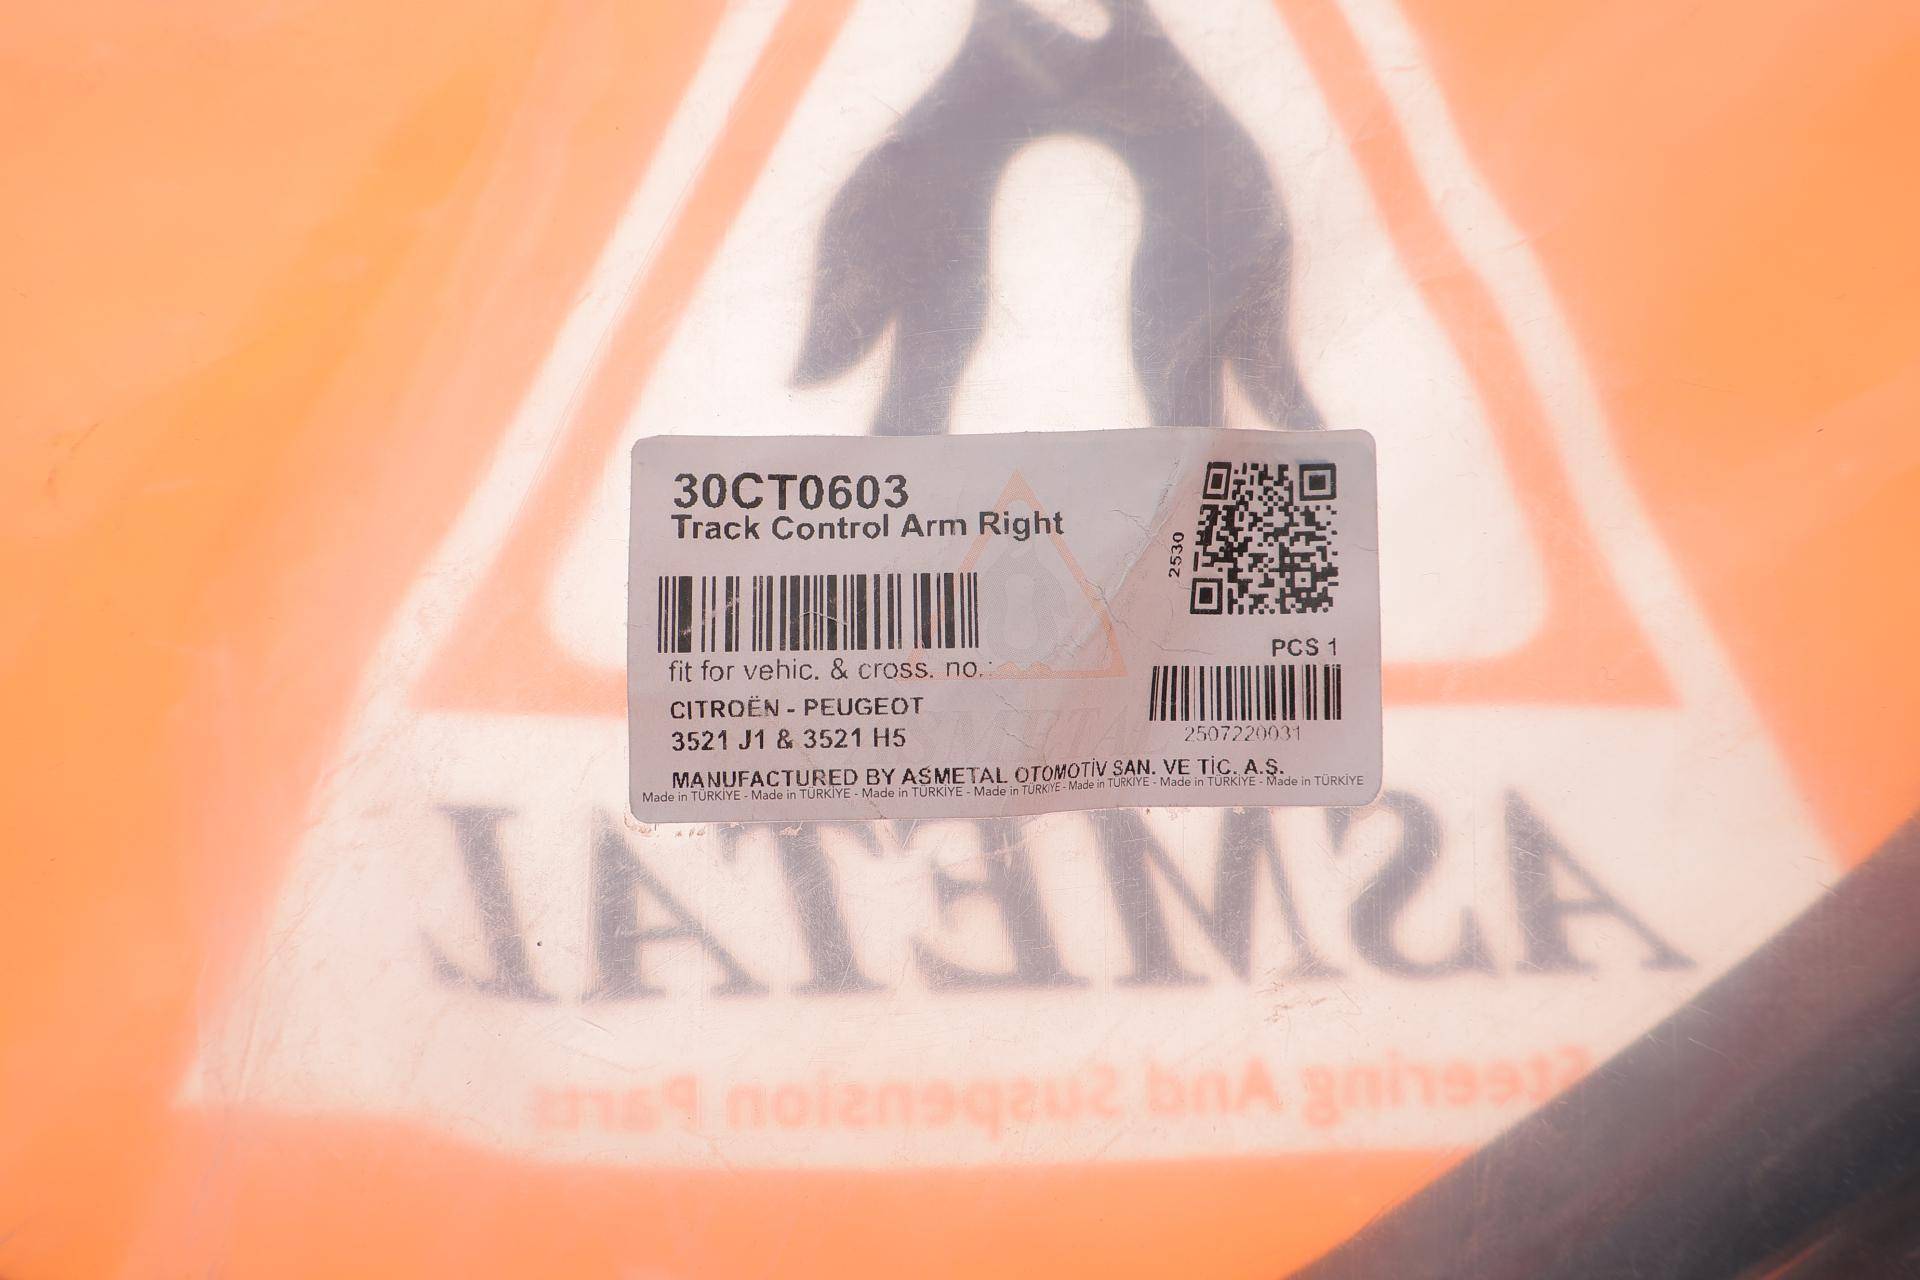 30CT0603
Track Control Arm Right
2530
fit for vehic. & cross. no.:
PCS 1
CITROËN - PEUGEOT
3521 J1 & 3521 H5
2507220031
MANUFACTURED BY ASMETAL OTOMOTİV SAN. VE TİC. A.Ş.
Made in TÜRKİYE - Made in TÜRKİYE - Made in TÜRKİYE - Made in TÜRKİYE - Made in TÜRKİYE - Made in TÜRKİYE - Made in TÜRKİYE
ASMETAL
Steering And Suspension Parts